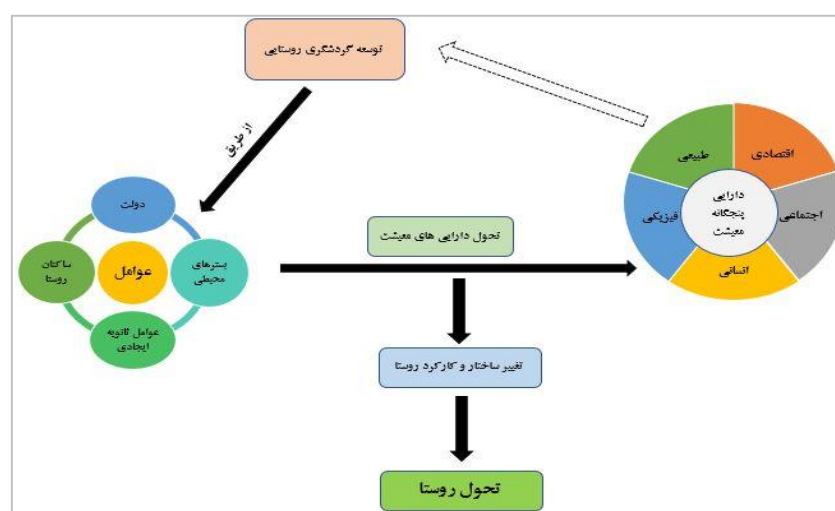 توسعه گردشگری روستایی
از طریق
دولت
ساکنان
روستا
عوامل
بسترهای
محیطی
عوامل ثانویه
ایجادی
تحول دارایی های معیشت
تغییر ساختار و کارکرد روستا
تحول روستا
طبیعی
اقتصادی
فیزیکی
دارایی
پنجگانه
معیشت
اجتماعی
انسانی